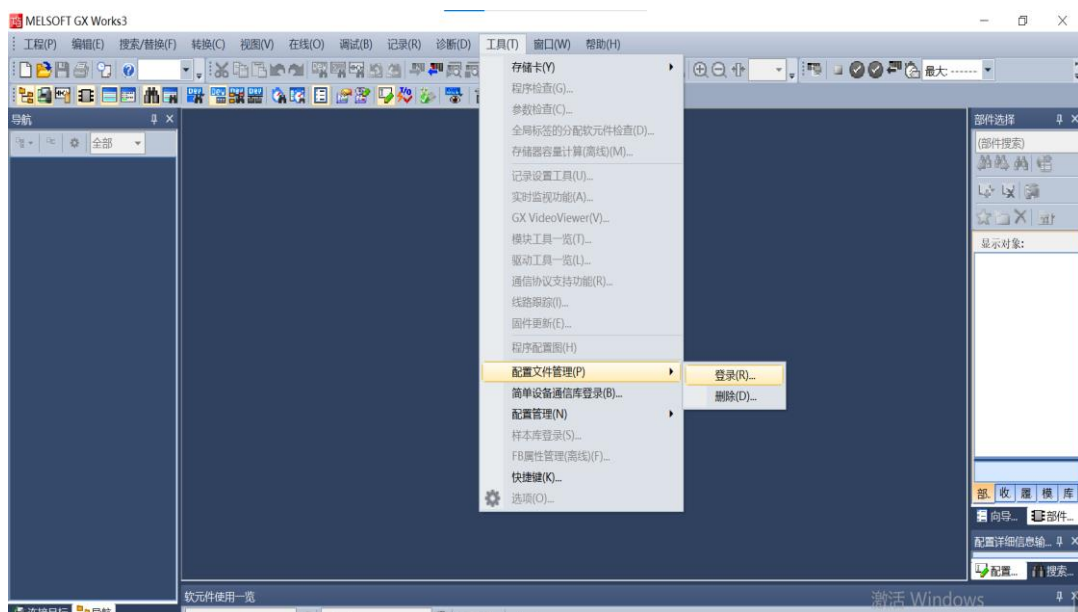 MELSOFT GX Works3
工程(P) 编辑(E) 搜索/替换(F) 转换(C) 视图(V) 在线(O) 调试(B) 记录(R) 诊断(D) 工具(T) 窗口(W) 帮助(H)
最大: ------
导航
全部
存储卡(Y)
程序检查(G)...
参数检查(C)...
全局标签的分配软元件检查(D)...
存储器容量计算(离线)(M)...
记录设置工具(U)...
实时监视功能(A)...
GX VideoViewer(V)...
模块工具一览(T)...
驱动工具一览(L)...
通信协议支持功能(R)...
线路跟踪(I)...
固件更新(E)...
程序配置图(H)
配置文件管理(P)
登录(R)...
删除(D)...
简单设备通信库登录(B)...
配置管理(N)
样本库登录(S)...
FB属性管理(离线)(F)...
快捷键(K)...
选项(O)...
部件选择
(部件搜索)
显示对象:
部. 收 履 模 库
向导... 部件...
配置详细信息输...
配置... 搜索...
软元件使用一览
激活 Windows
连接目标 导航